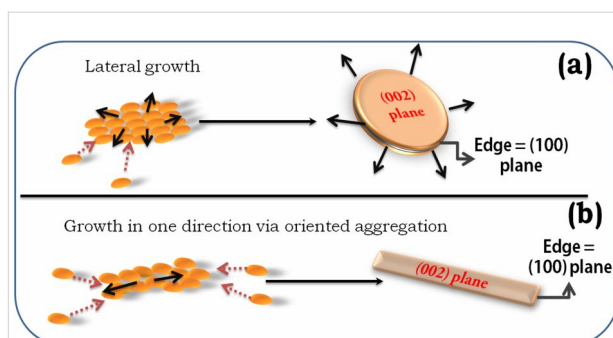 (a)
Lateral growth
(002)
plane
Edge = (100)
plane
(b)
Growth in one direction via oriented aggregation
Edge =
(100) plane
(002) plane